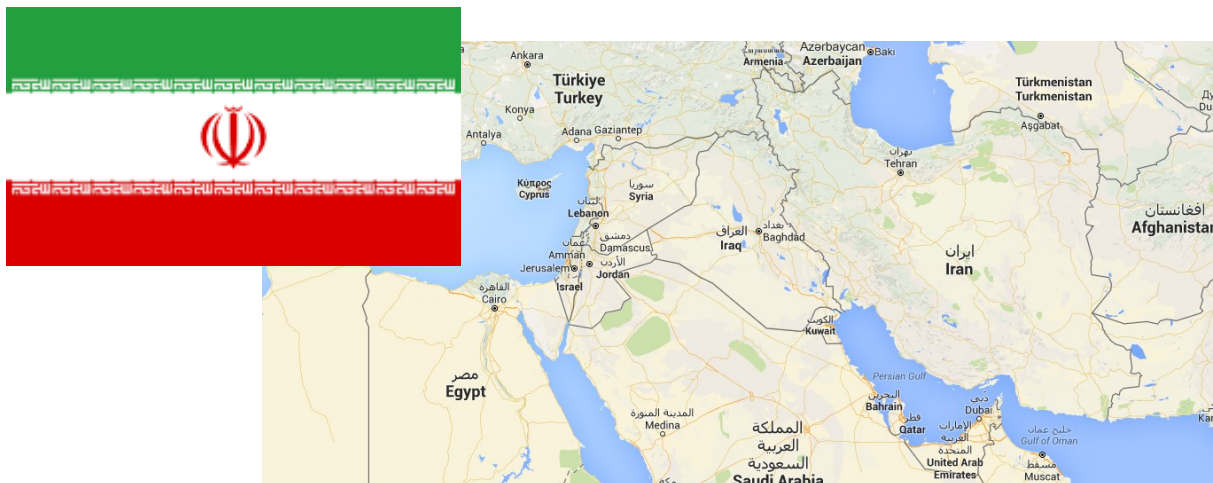 Ankara
Türkiye
Turkey
Konya
Antalya
Adana
Gaziantep
Armenia
Azərbaycan
Azerbaijan
Bakı
Türkmenistan
Turkmenistan
Aşgabat
تهران
Tehran
Κύπρος
Cyprus
سوريا
Syria
لبنان
Lebanon
دمشق
Damascus
عمان
Amman
Jerusalem
الأردن
Jordan
Israel
العراق
Iraq
بغداد
Baghdad
ایران
Iran
افغانستان
Afghanistan
القاهرة
Cairo
الكويت
Kuwait
مصر
Egypt
Persian Gulf
البحرين
Bahrain
قطر
Qatar
دبي
Dubai
المدينة المنورة
Medina
المملكة
العربية
السعودية
Saudi Arabia
الإمارات
العربية
المتحدة
United Arab
Emirates
خليج عمان
Gulf of Oman
مسقط
Muscat